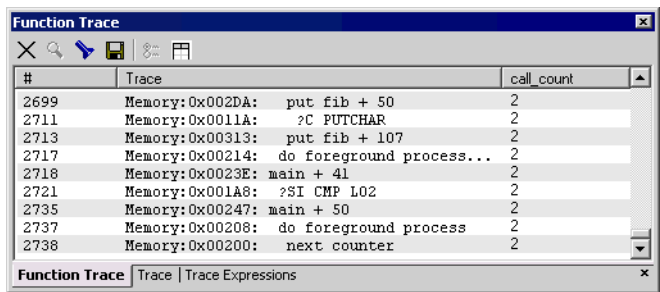 Function Trace
# Trace call_count
2699 Memory:0x002DA: put fib + 50 2
2711 Memory:0x0011A: ?C PUTCHAR 2
2713 Memory:0x00313: put fib + 107 2
2717 Memory:0x00214: do foreground process... 2
2718 Memory:0x0023E: main + 41 2
2721 Memory:0x001A8: ?SI CMP L02 2
2735 Memory:0x00247: main + 50 2
2737 Memory:0x00208: do foreground process 2
2738 Memory:0x00200: next counter 2
Function Trace Trace Trace Expressions